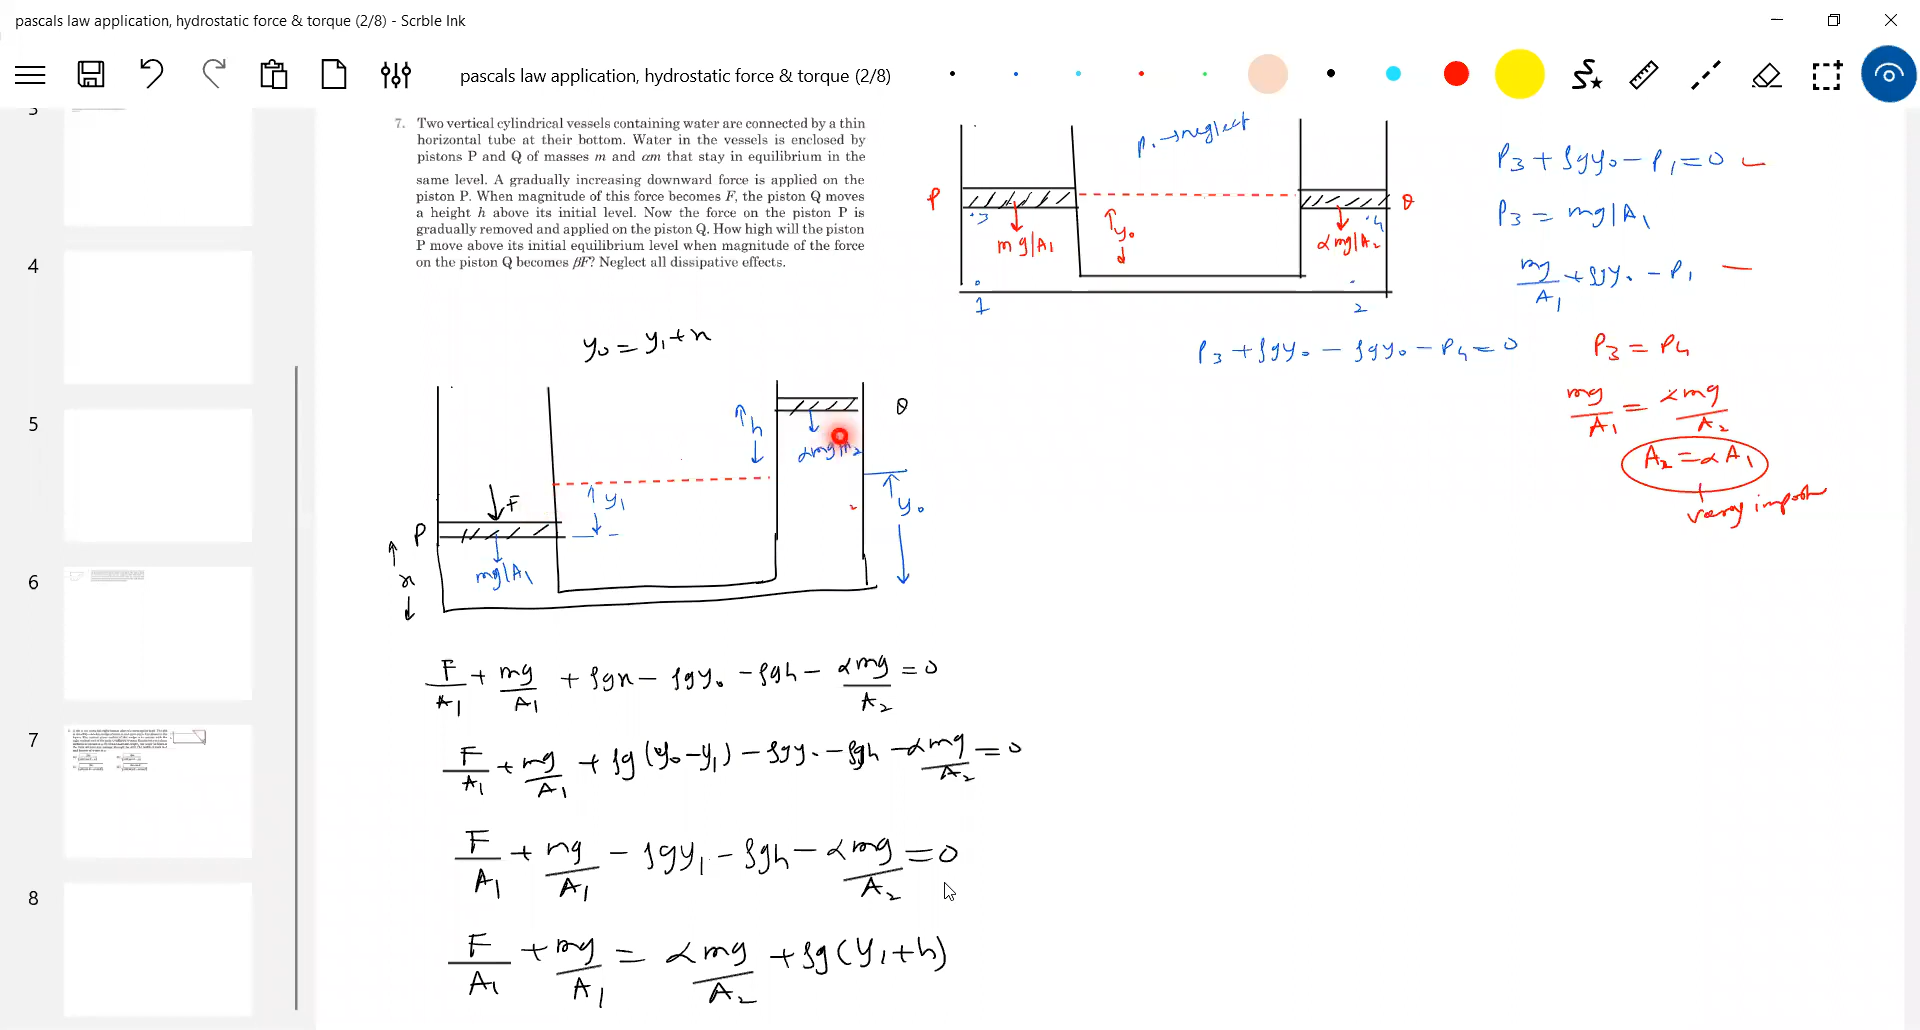 pascals law application, hydrostatic force & torque (2/8) - Scrble Ink
pascals law application, hydrostatic force & torque (2/8)
3
4
5
6
7
8
7. Two vertical cylindrical vessels containing water are connected by a thin
horizontal tube at their bottom. Water in the vessels is enclosed by
pistons P and Q of masses m and αm that stay in equilibrium in the
same level. A gradually increasing downward force is applied on the
piston P. When magnitude of this force becomes F, the piston Q moves
a height h above its initial level. Now the force on the piston P is
gradually removed and applied on the piston Q. How high will the piston
P move above its initial equilibrium level when magnitude of the force
on the piston Q becomes βF? Neglect all dissipative effects.
P. → neglect
P
Q
.3
.4
mg/A₁
y₀
αmg/A₂
1
2
P₃ + ρgy₀ - P₁ = 0
P₃ = mg/A₁
mg/A₁ + ρgy₀ - P₁
P₃ + ρgy₀ - ρgy₀ - P₄ = 0
P₃ = P₄
mg/A₁ = αmg/A₂
A₂ = αA₁
very
y₀ = y₁ + x
h
Q
αmg/A₂
F
y₁
y₀
P
x
mg/A₁
F/A₁ + mg/A₁ + ρgx - ρgy₀ - ρgh - αmg/A₂ = 0
F/A₁ + mg/A₁ + ρg(y₀-y₁) - ρgy₀ - ρgh - αmg/A₂ = 0
F/A₁ + mg/A₁ - ρgy₁ - ρgh - αmg/A₂ = 0
F/A₁ + mg/A₁ = αmg/A₂ + ρg(y₁+h)